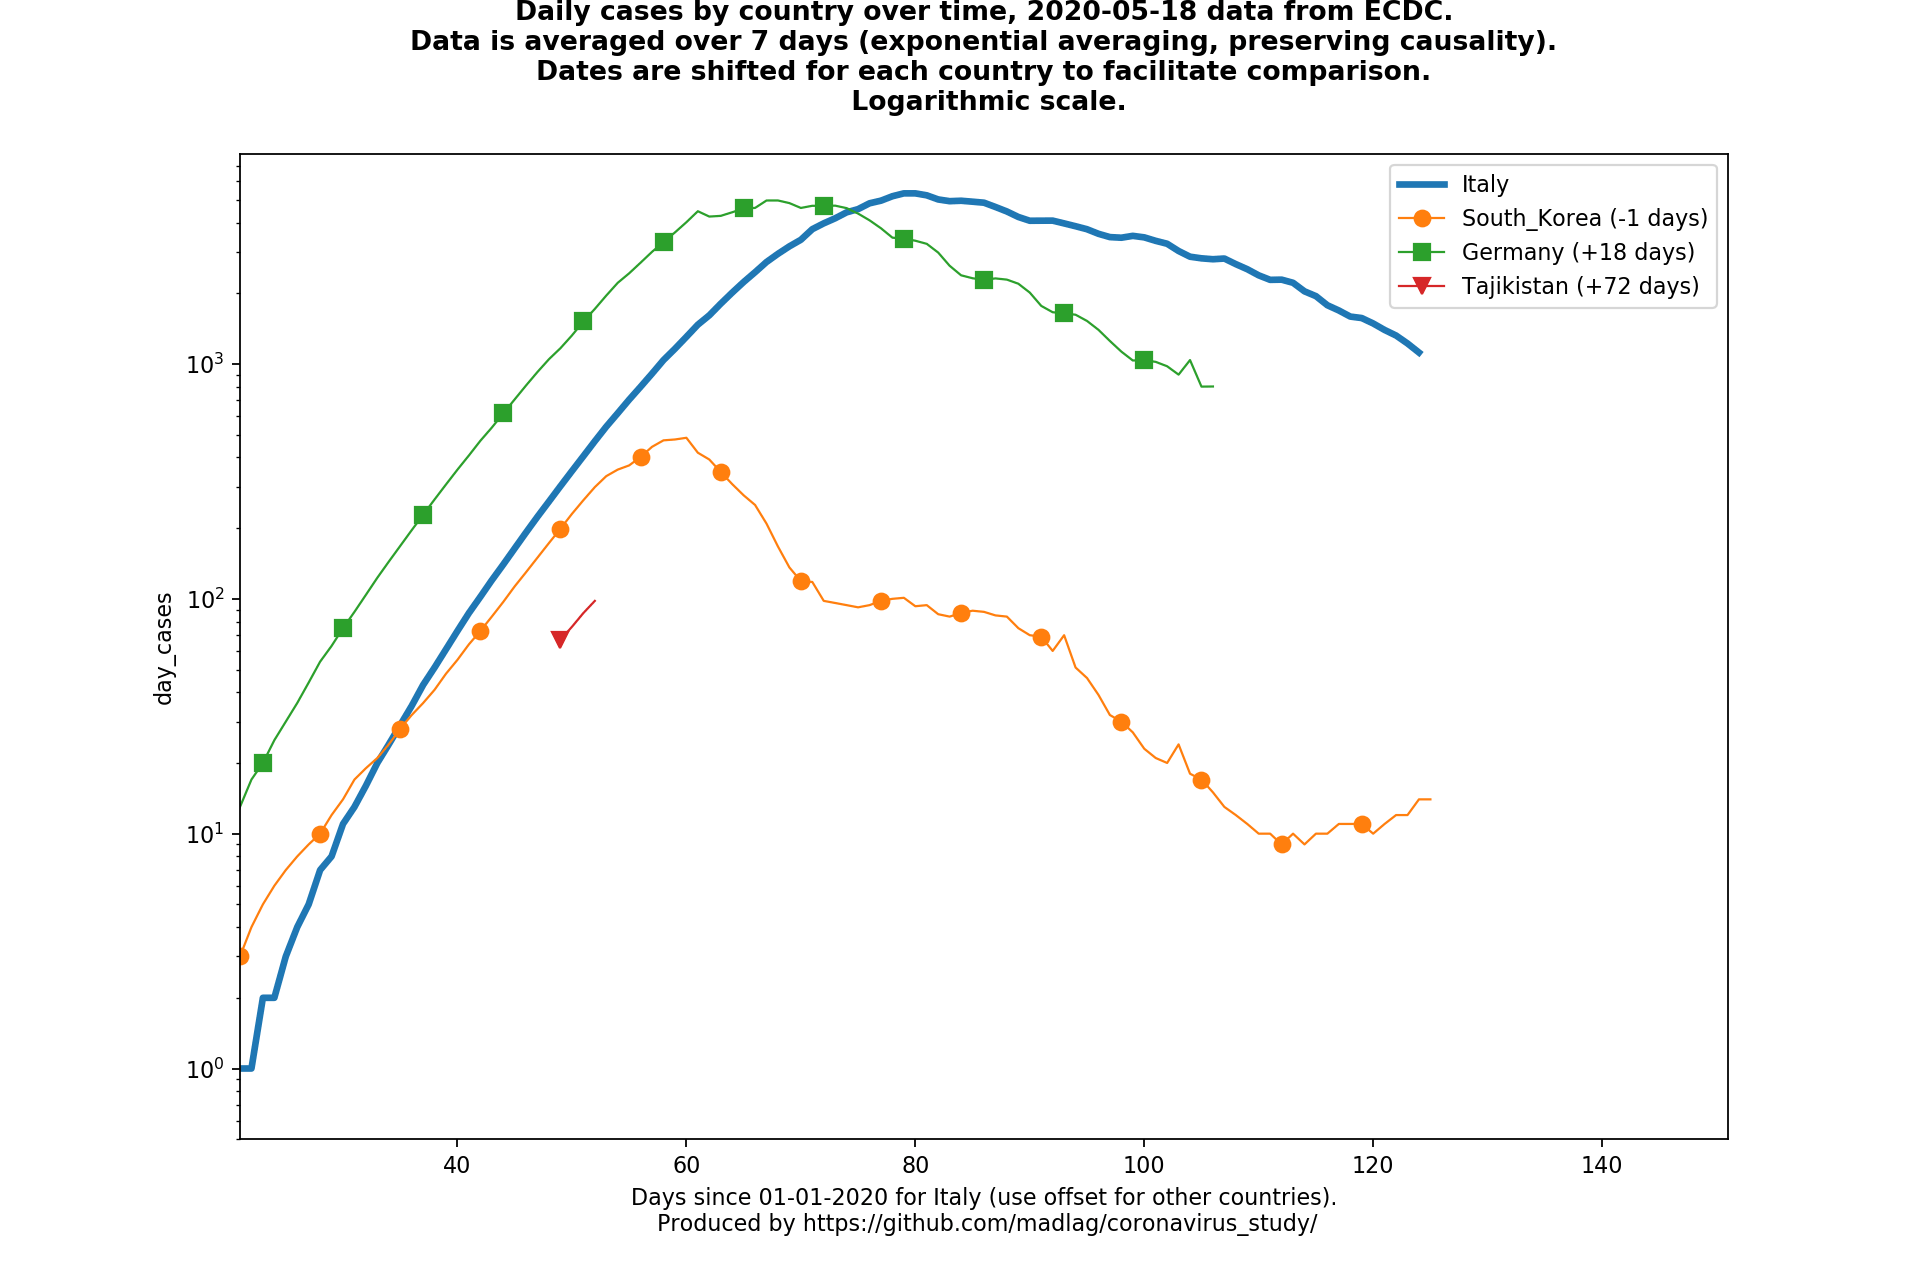 Daily cases by country over time, 2020-05-18 data from ECDC.
Data is averaged over 7 days (exponential averaging, preserving causality).
Dates are shifted for each country to facilitate comparison.
Logarithmic scale.
Italy
South_Korea (-1 days)
Germany (+18 days)
Tajikistan (+72 days)
day_cases
10³
10²
10¹
10⁰
40 60 80 100 120 140
Days since 01-01-2020 for Italy (use offset for other countries).
Produced by https://github.com/madlag/coronavirus_study/